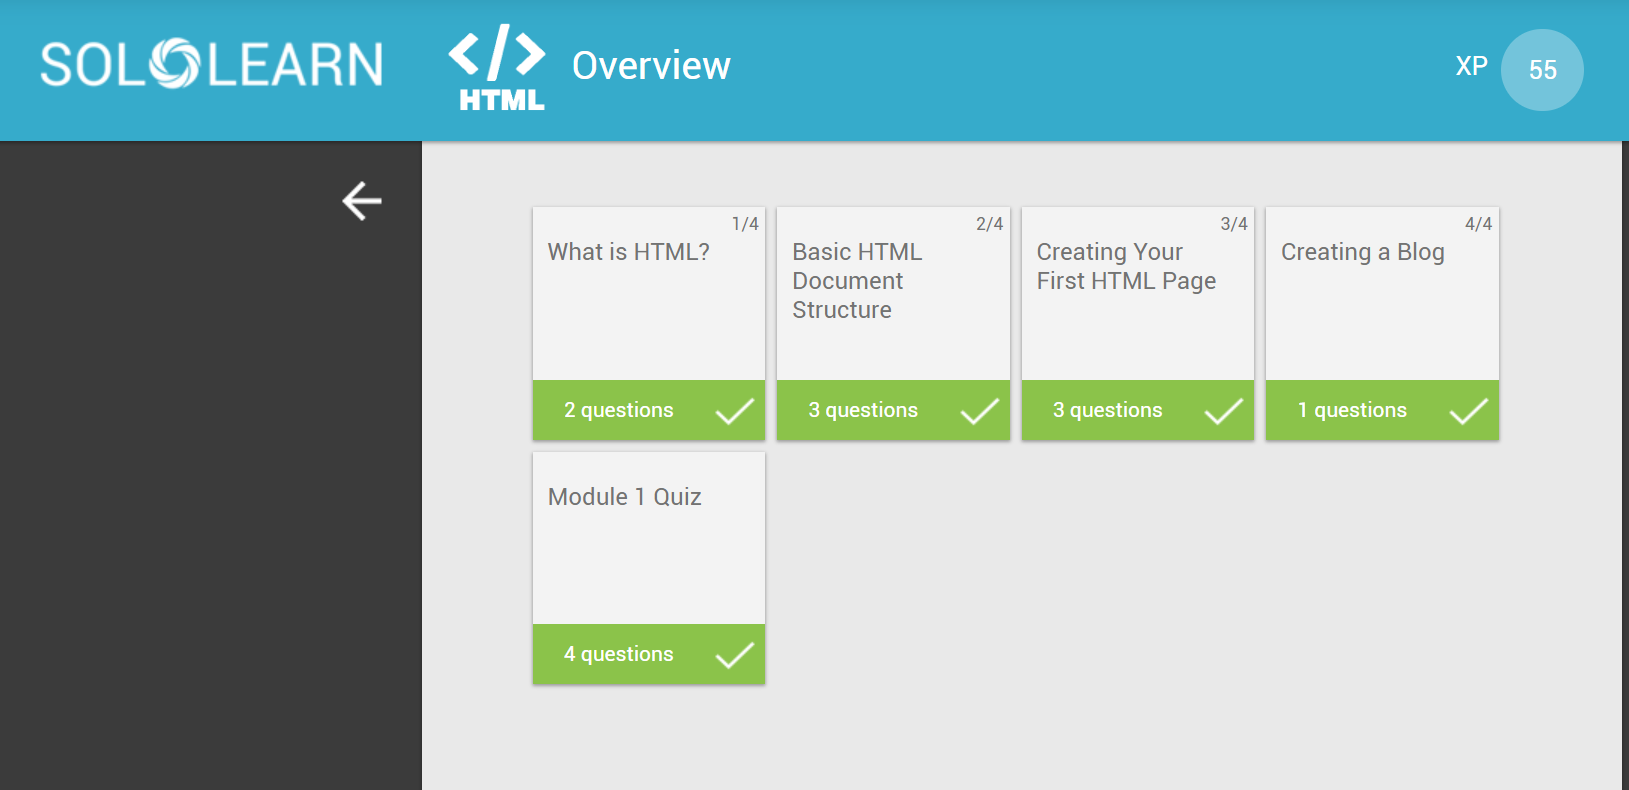 SOLOLEARN
</>
HTML
Overview
XP
55
1/4
What is HTML?
2 questions
2/4
Basic HTML
Document
Structure
3 questions
3/4
Creating Your
First HTML Page
3 questions
4/4
Creating a Blog
1 questions
Module 1 Quiz
4 questions